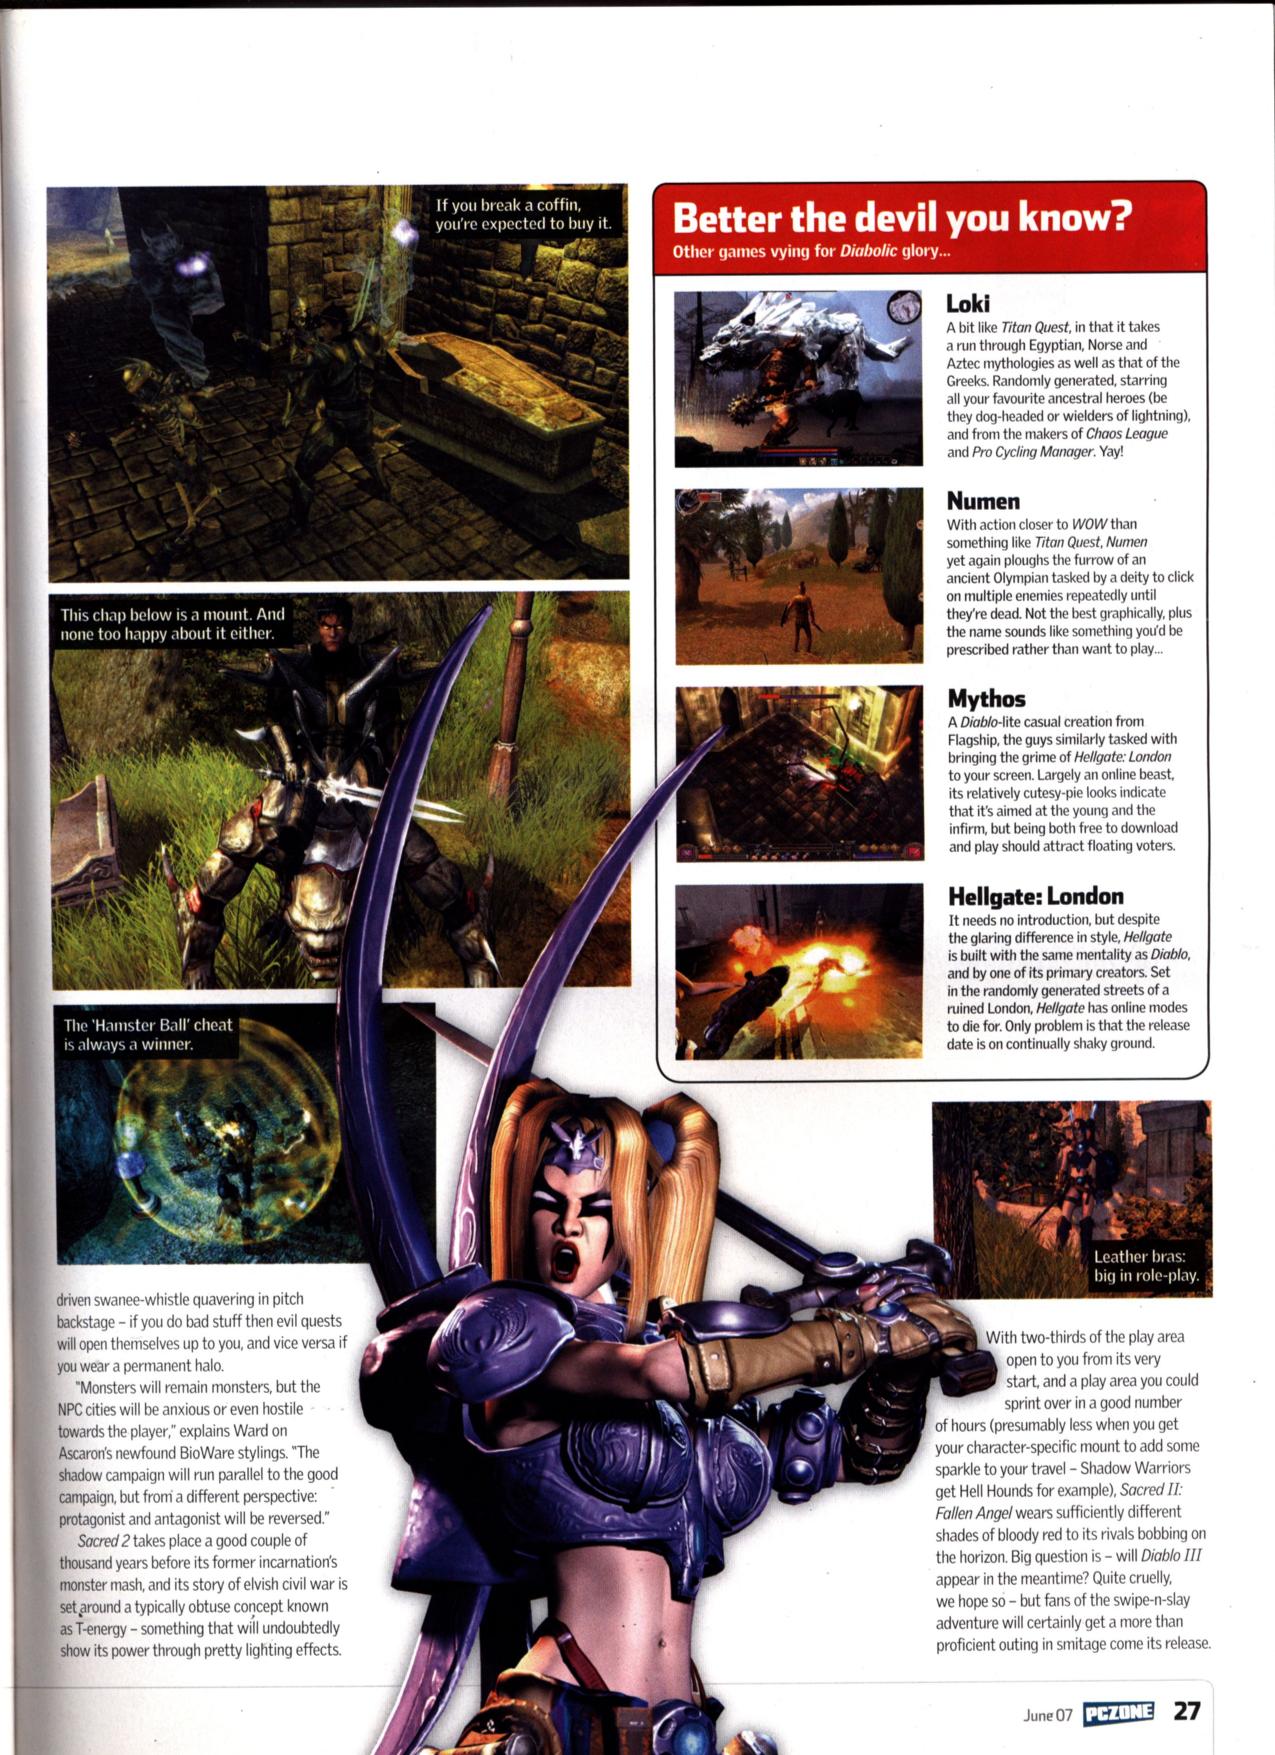 If you break a coffin,
you're expected to buy it.
This chap below is a mount. And
none too happy about it either.
The 'Hamster Ball' cheat
is always a winner.
Better the devil you know?
Other games vying for Diabolic glory...
Loki
A bit like Titan Quest, in that it takes
a run through Egyptian, Norse and
Aztec mythologies as well as that of the
Greeks. Randomly generated, starring
all your favourite ancestral heroes (be
they dog-headed or wielders of lightning),
and from the makers of Chaos League
and Pro Cycling Manager. Yay!
Numen
With action closer to WOW than
something like Titan Quest, Numen
yet again ploughs the furrow of an
ancient Olympian tasked by a deity to click
on multiple enemies repeatedly until
they're dead. Not the best graphically, plus
the name sounds like something you'd be
prescribed rather than want to play...
Mythos
A Diablo-lite casual creation from
Flagship, the guys similarly tasked with
bringing the grime of Hellgate: London
to your screen. Largely an online beast,
its relatively cutesy-pie looks indicate
that it's aimed at the young and the
infirm, but being both free to download
and play should attract floating voters.
Hellgate: London
It needs no introduction, but despite
the glaring difference in style, Hellgate
is built with the same mentality as Diablo,
and by one of its primary creators. Set
in the randomly generated streets of a
ruined London, Hellgate has online modes
to die for. Only problem is that the release
date is on continually shaky ground.
Leather bras:
big in role-play.
driven swanee-whistle quavering in pitch
backstage – if you do bad stuff then evil quests
will open themselves up to you, and vice versa if
you wear a permanent halo.
"Monsters will remain monsters, but the
NPC cities will be anxious or even hostile
towards the player," explains Ward on
Ascaron's newfound BioWare stylings. "The
shadow campaign will run parallel to the good
campaign, but from a different perspective:
protagonist and antagonist will be reversed."
Sacred 2 takes place a good couple of
thousand years before its former incarnation's
monster mash, and its story of elvish civil war is
set around a typically obtuse concept known
as T-energy – something that will undoubtedly
show its power through pretty lighting effects.
With two-thirds of the play area
open to you from its very
start, and a play area you could
sprint over in a good number
of hours (presumably less when you get
your character-specific mount to add some
sparkle to your travel – Shadow Warriors
get Hell Hounds for example), Sacred II:
Fallen Angel wears sufficiently different
shades of bloody red to its rivals bobbing on
the horizon. Big question is – will Diablo III
appear in the meantime? Quite cruelly,
we hope so – but fans of the swipe-n-slay
adventure will certainly get a more than
proficient outing in smitage come its release.
June 07 PCZONE 27